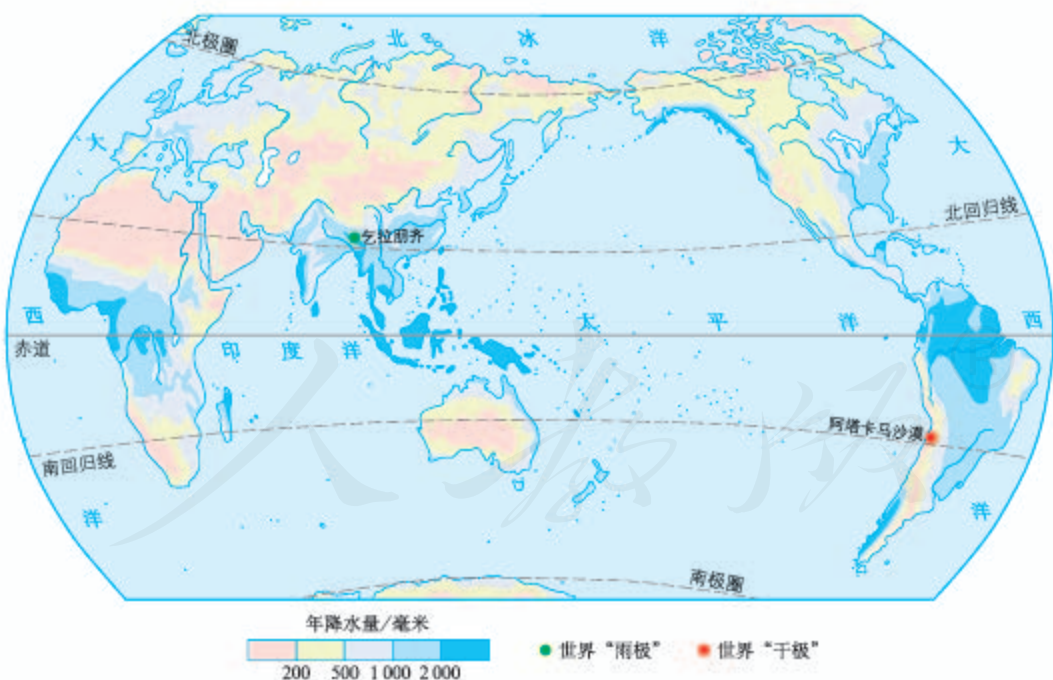 北极圈
北 冰 洋
大
大
北回归线
乞拉朋齐
西
太 平 洋
西
赤道
印 度 洋
阿塔卡马沙漠
南回归线
洋
洋
南极圈
人教版
年降水量/毫米
200 500 1 000 2 000
世界“雨极”
世界“干极”